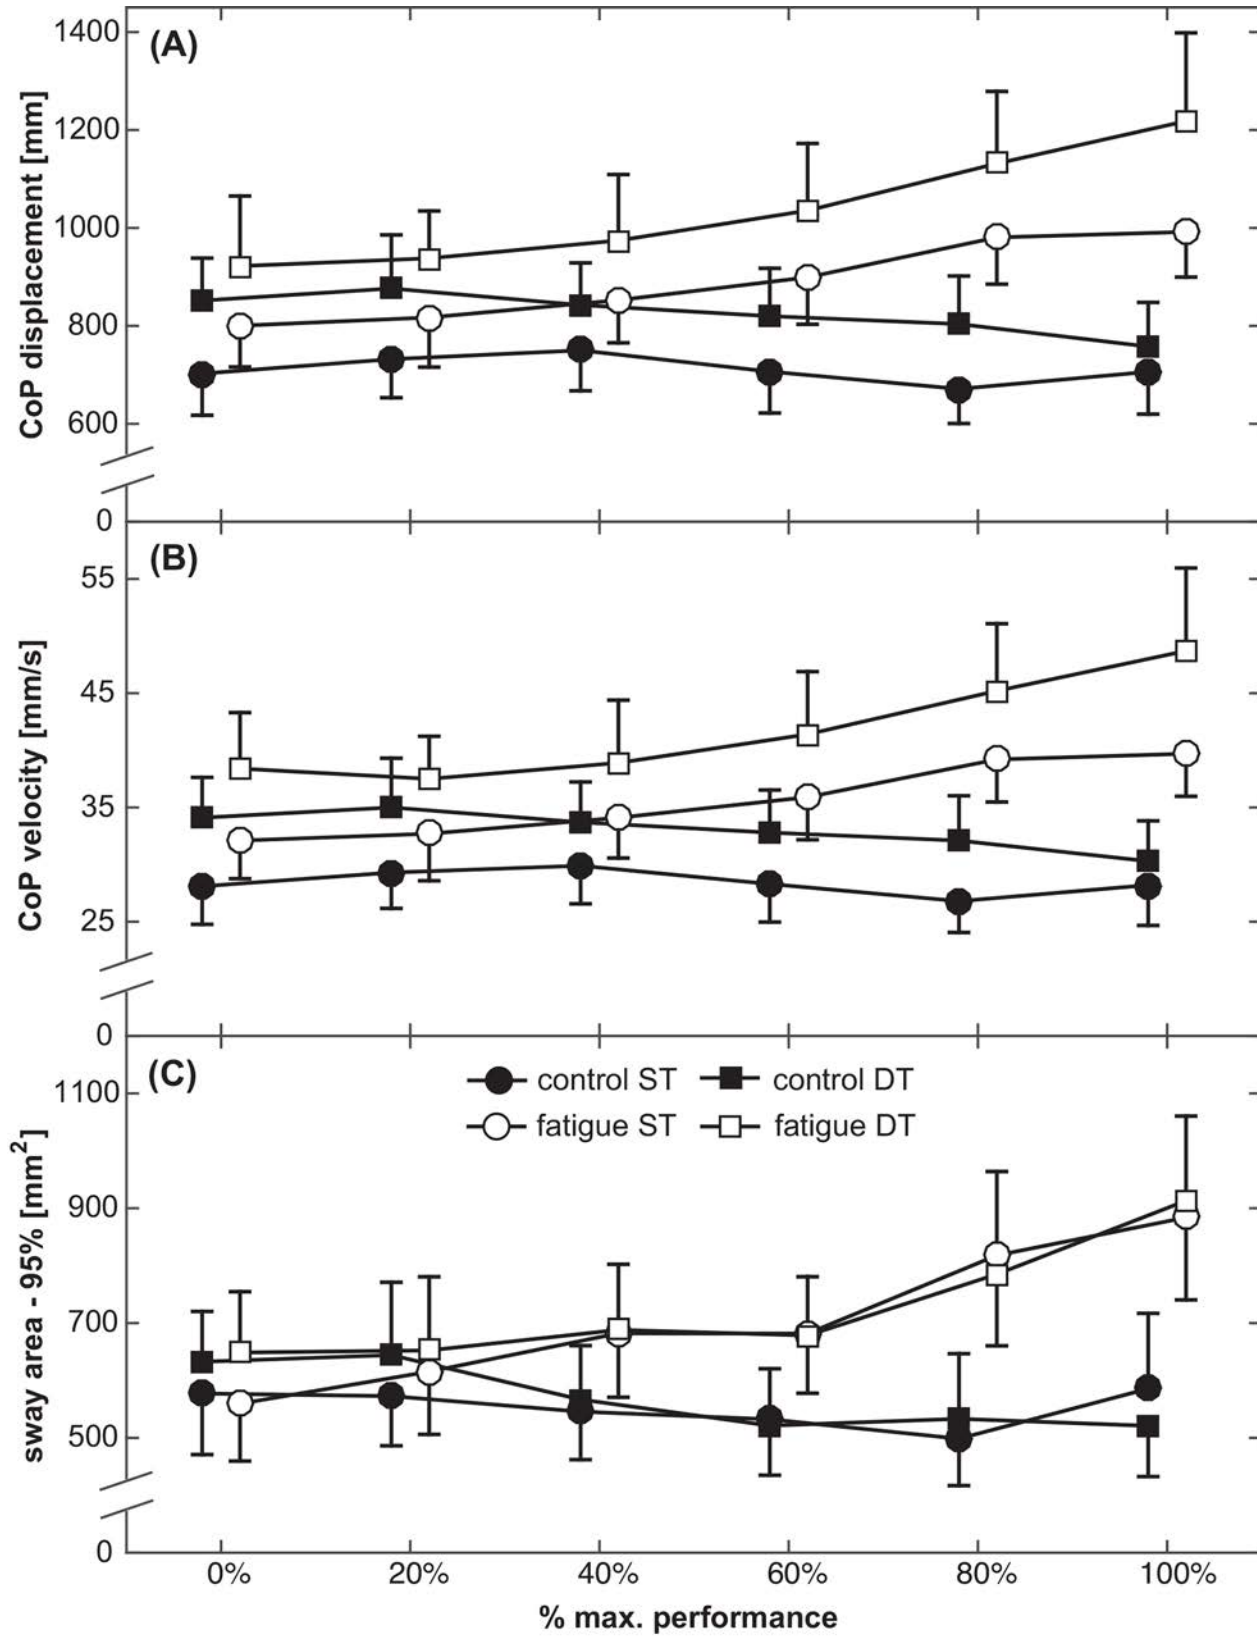 (A)
CoP displacement [mm]
1400
1200
1000
800
600
0
(B)
CoP velocity [mm/s]
55
45
35
25
0
(C)
control ST control DT
fatigue ST fatigue DT
sway area - 95% [mm²]
1100
900
700
500
0
0% 20% 40% 60% 80% 100%
% max. performance